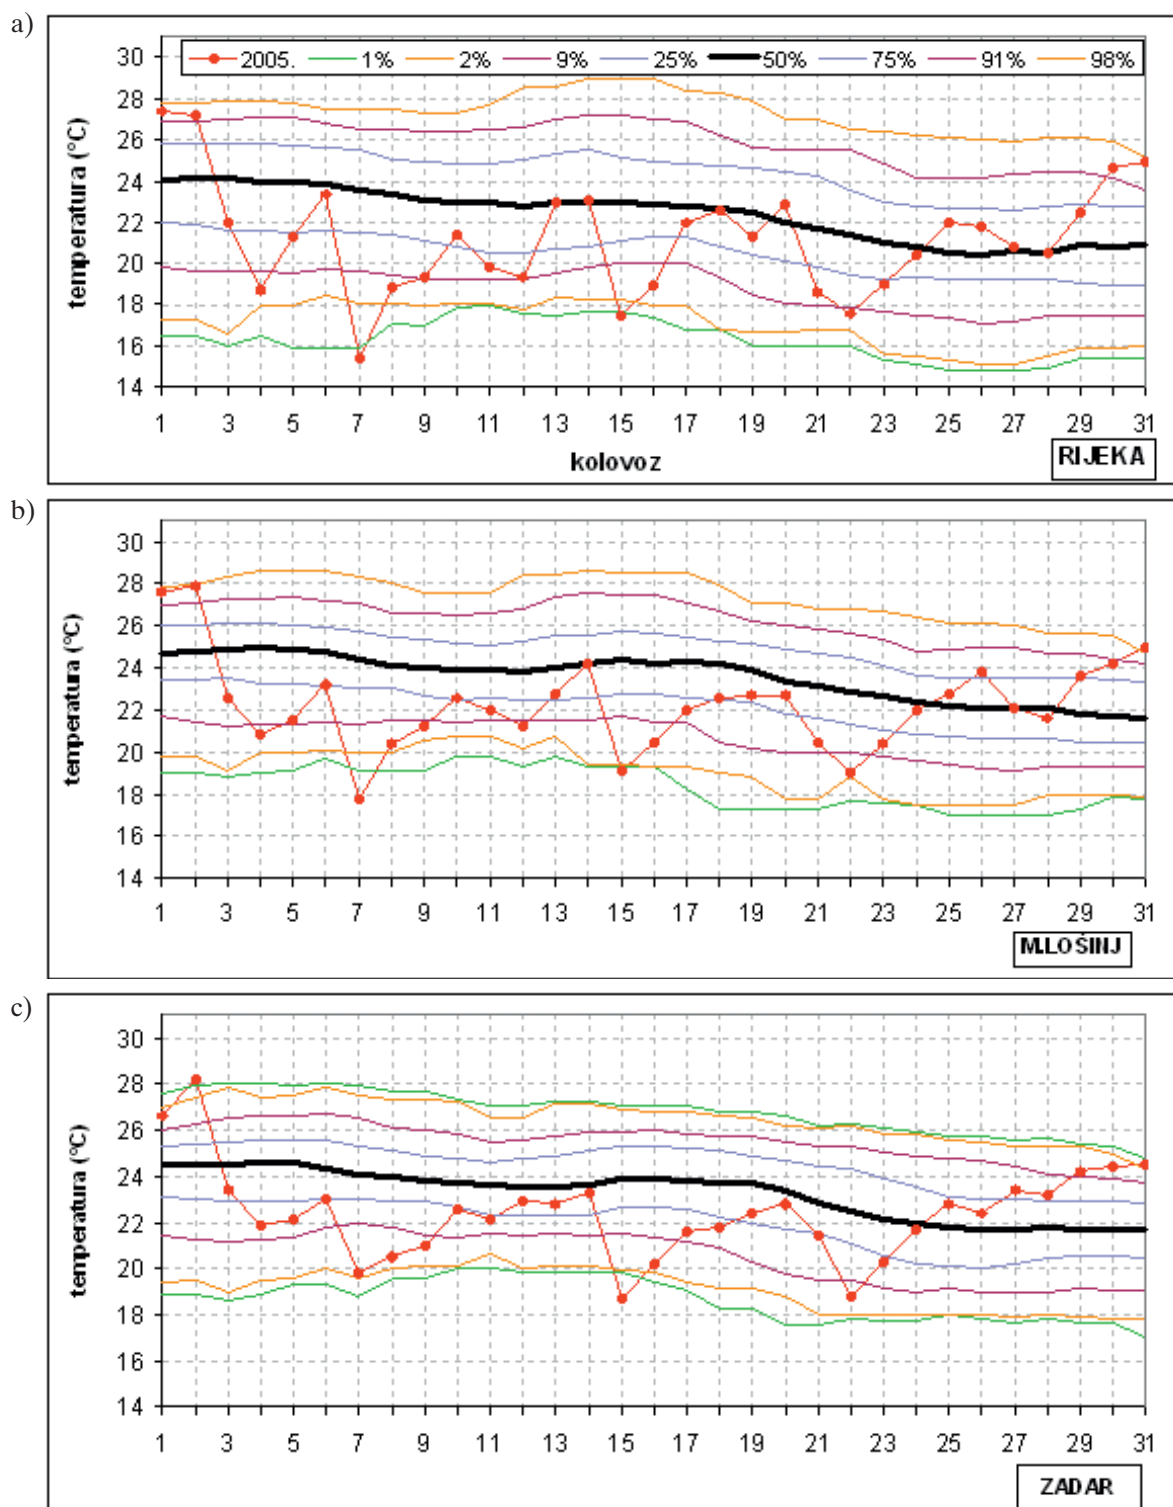 a)
2005. 1% 2% 9% 25% 50% 75% 91% 98%
temperatura (°C)
30
28
26
24
22
20
18
16
14
1 3 5 7 9 11 13 15 17 19 21 23 25 27 29 31
kolovoz
RIJEKA
b)
temperatura (°C)
30
28
26
24
22
20
18
16
14
1 3 5 7 9 11 13 15 17 19 21 23 25 27 29 31
M.LOŠINJ
c)
temperatura (°C)
30
28
26
24
22
20
18
16
14
1 3 5 7 9 11 13 15 17 19 21 23 25 27 29 31
ZADAR